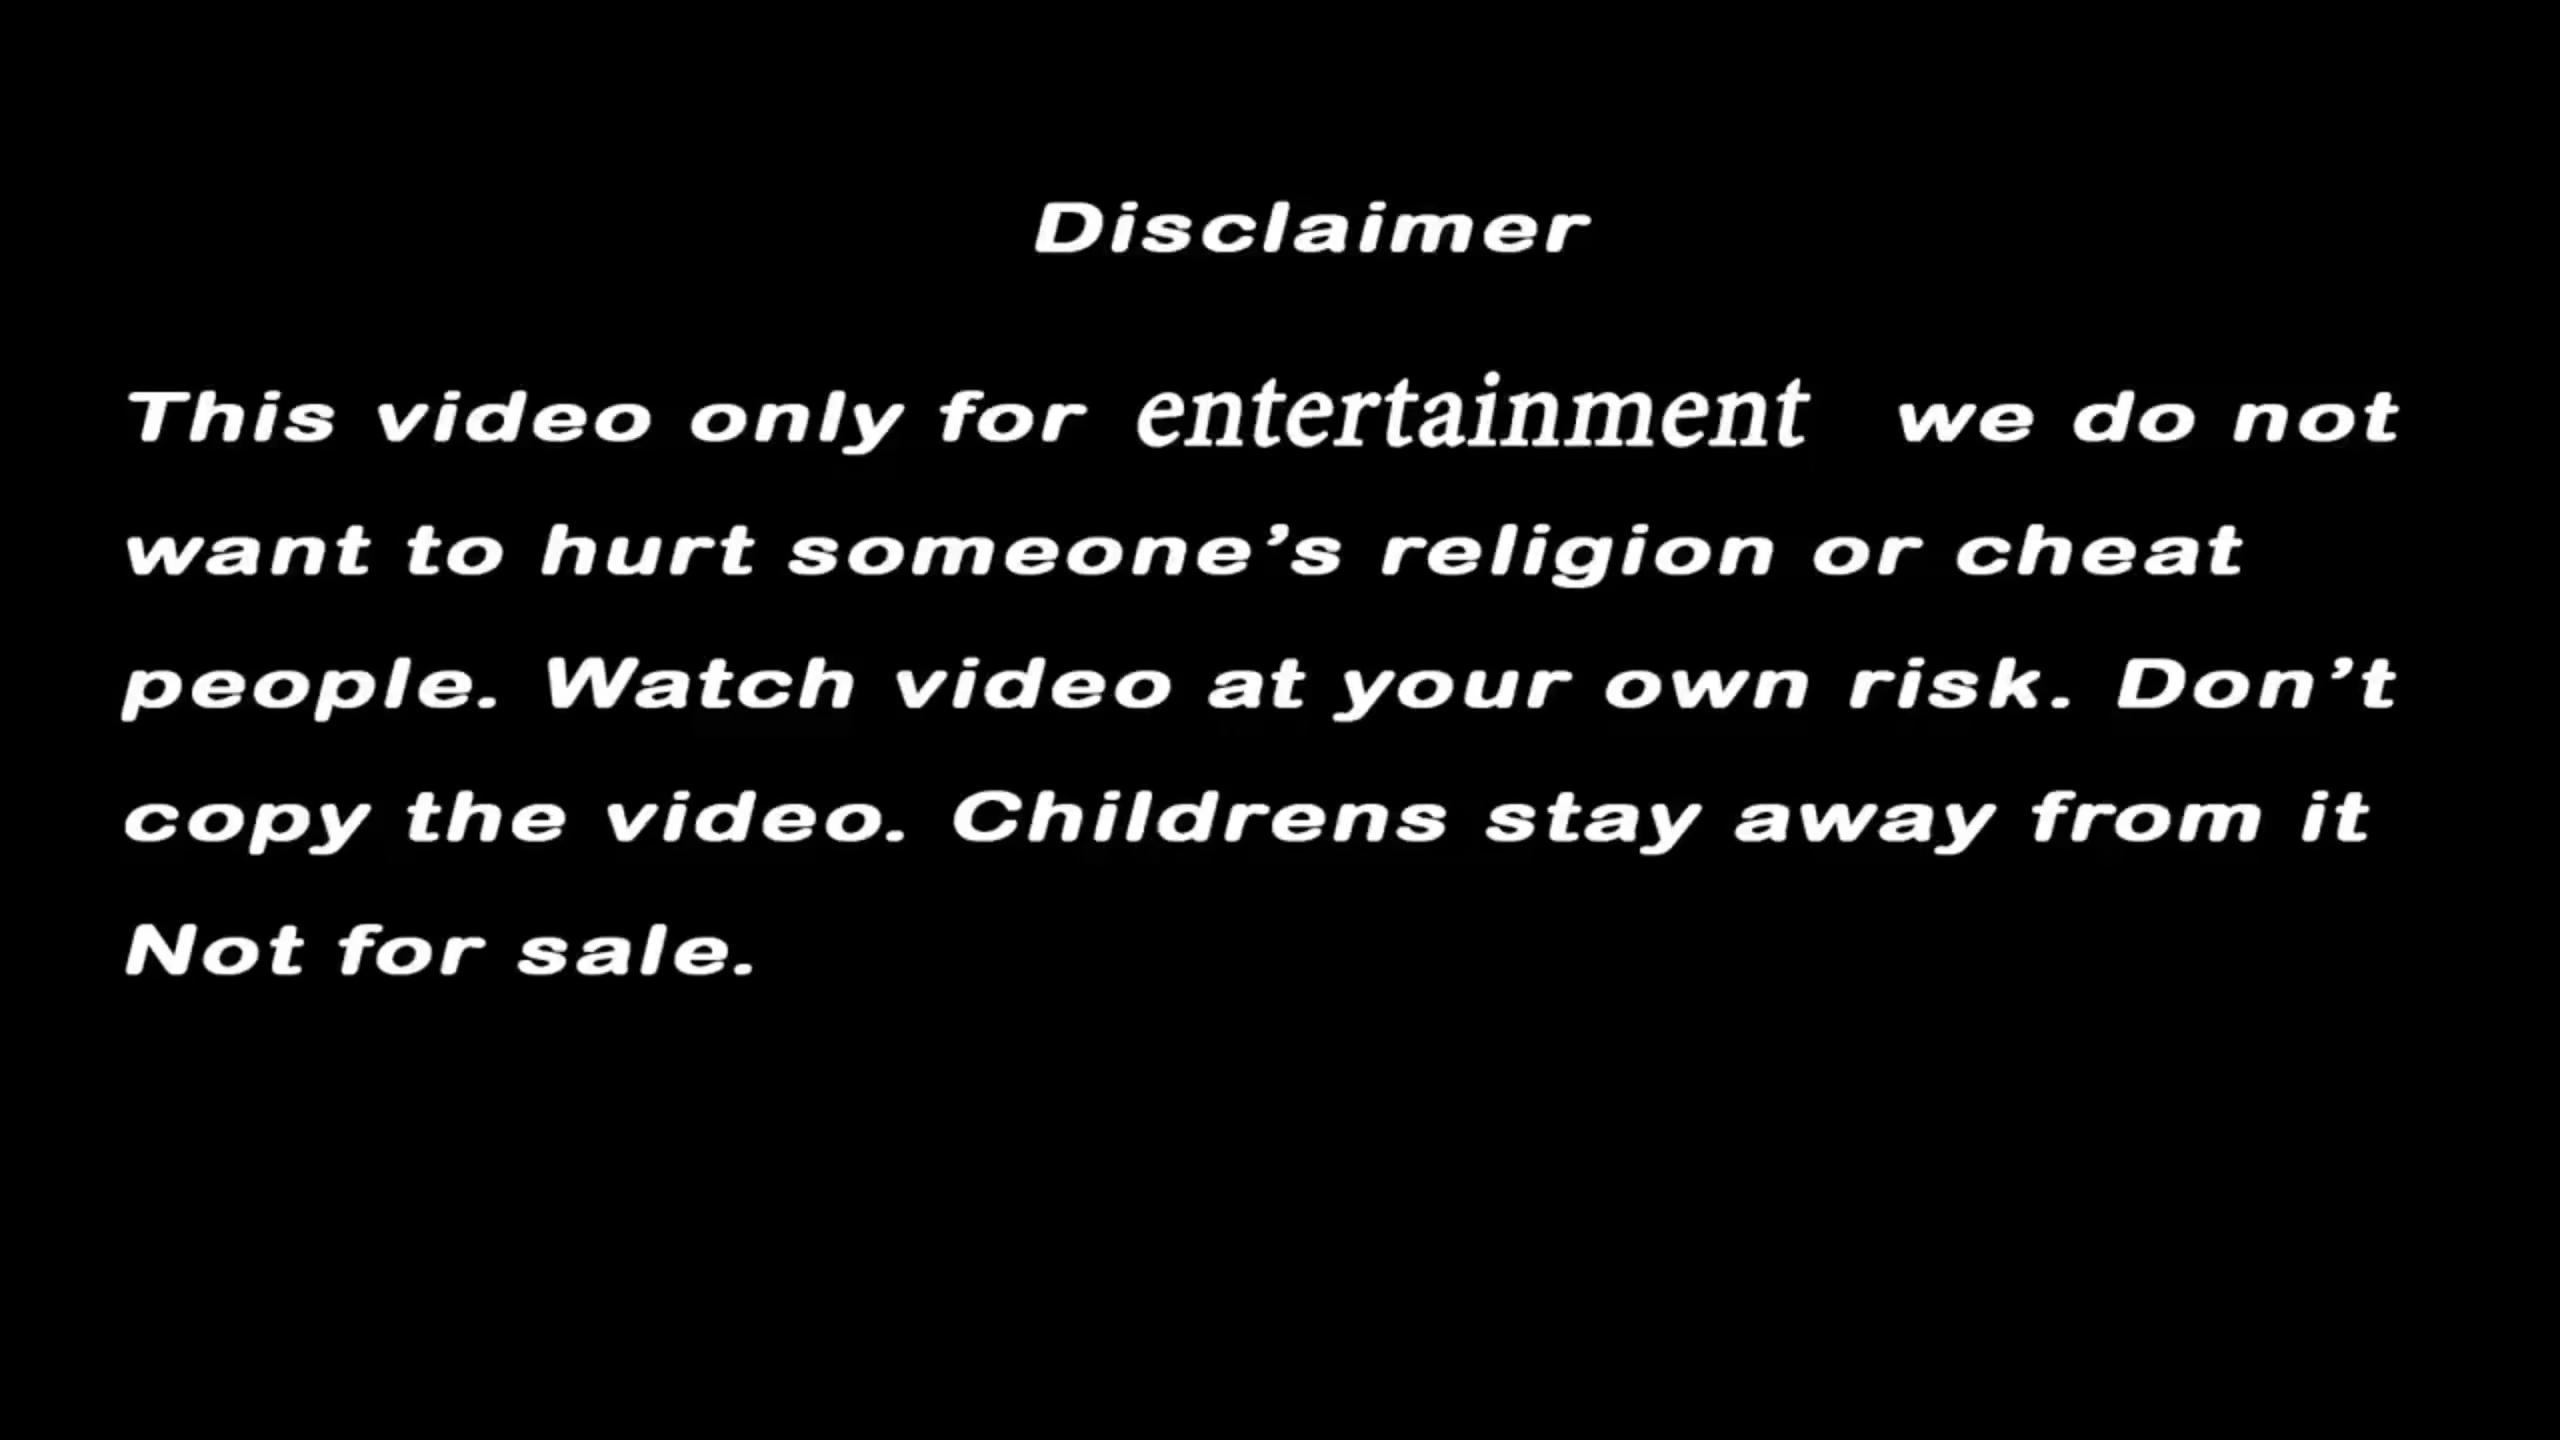 Disclaimer
This video only for entertainment we do not
want to hurt someone’s religion or cheat
people. Watch video at your own risk. Don’t
copy the video. Childrens stay away from it
Not for sale.